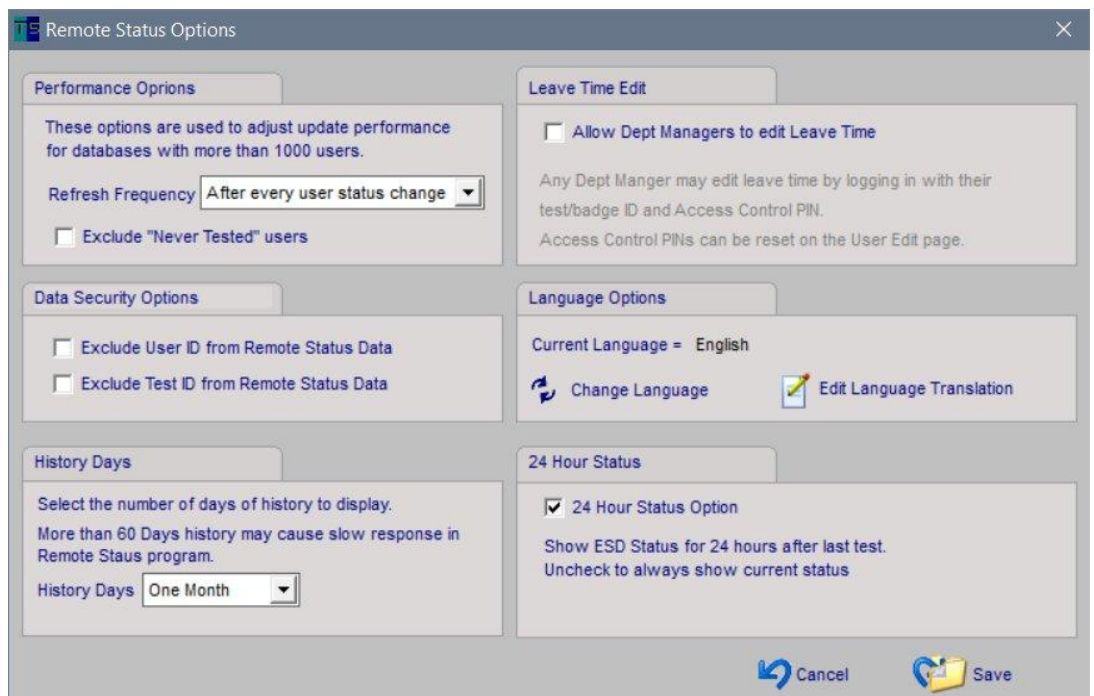 TS Remote Status Options
Performance Oprions
These options are used to adjust update performance
for databases with more than 1000 users.
Refresh Frequency After every user status change
Exclude "Never Tested" users
Leave Time Edit
Allow Dept Managers to edit Leave Time
Any Dept Manger may edit leave time by logging in with their
test/badge ID and Access Control PIN.
Access Control PINs can be reset on the User Edit page.
Data Security Options
Exclude User ID from Remote Status Data
Exclude Test ID from Remote Status Data
Language Options
Current Language = English
Change Language
Edit Language Translation
History Days
Select the number of days of history to display.
More than 60 Days history may cause slow response in
Remote Staus program.
History Days One Month
24 Hour Status
24 Hour Status Option
Show ESD Status for 24 hours after last test.
Uncheck to always show current status
Cancel
Save